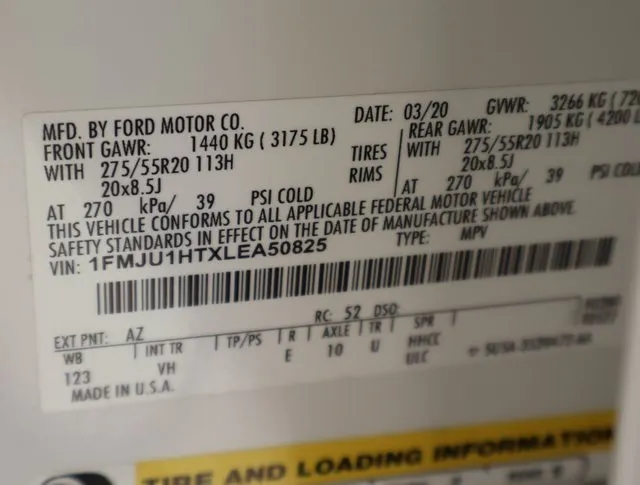 MFD. BY FORD MOTOR CO. DATE: 03/20 GVWR: 3266 KG ( 720
FRONT GAWR: 1440 KG ( 3175 LB) REAR GAWR: 1905 KG ( 4200 L
WITH 275/55R20 113H TIRES WITH 275/55R20 113H
20x8.5J RIMS 20x8.5J
AT 270 kPa/ 39 PSI COLD AT 270 kPa/ 39 PSI COLD
THIS VEHICLE CONFORMS TO ALL APPLICABLE FEDERAL MOTOR VEHICLE
SAFETY STANDARDS IN EFFECT ON THE DATE OF MANUFACTURE SHOWN ABOVE.
VIN: 1FMJU1HTXLEA50825 TYPE: MPV
EXT PNT: AZ RC: 52 DSO:
WB INT TR TP/PS R AXLE TR SPR
123 VH E 10 U HHCC
MADE IN U.S.A. ULC
TIRE AND LOADING INFORMATION